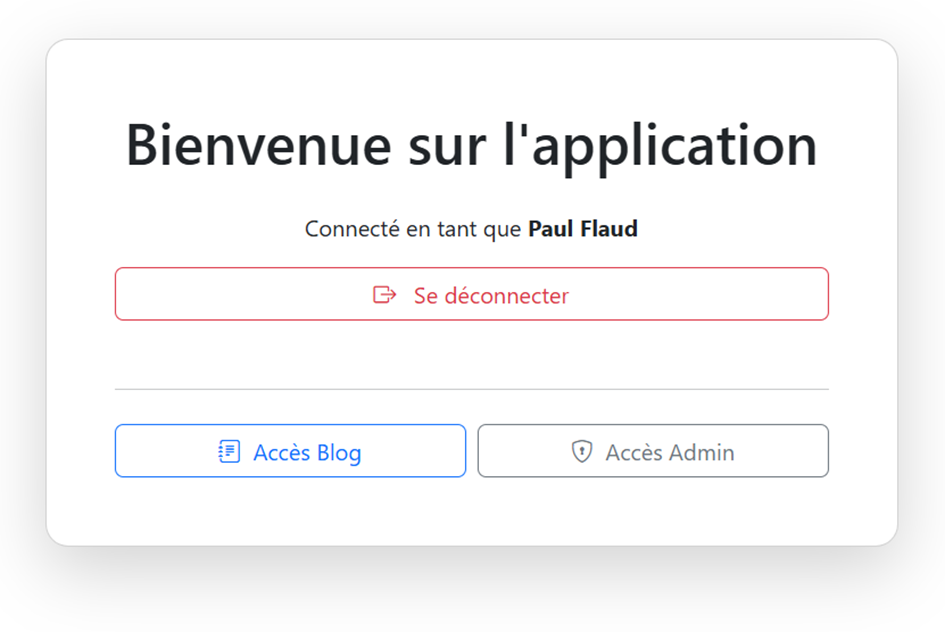 Bienvenue sur l'application
Connecté en tant que Paul Flaud
Se déconnecter
Accès Blog
Accès Admin